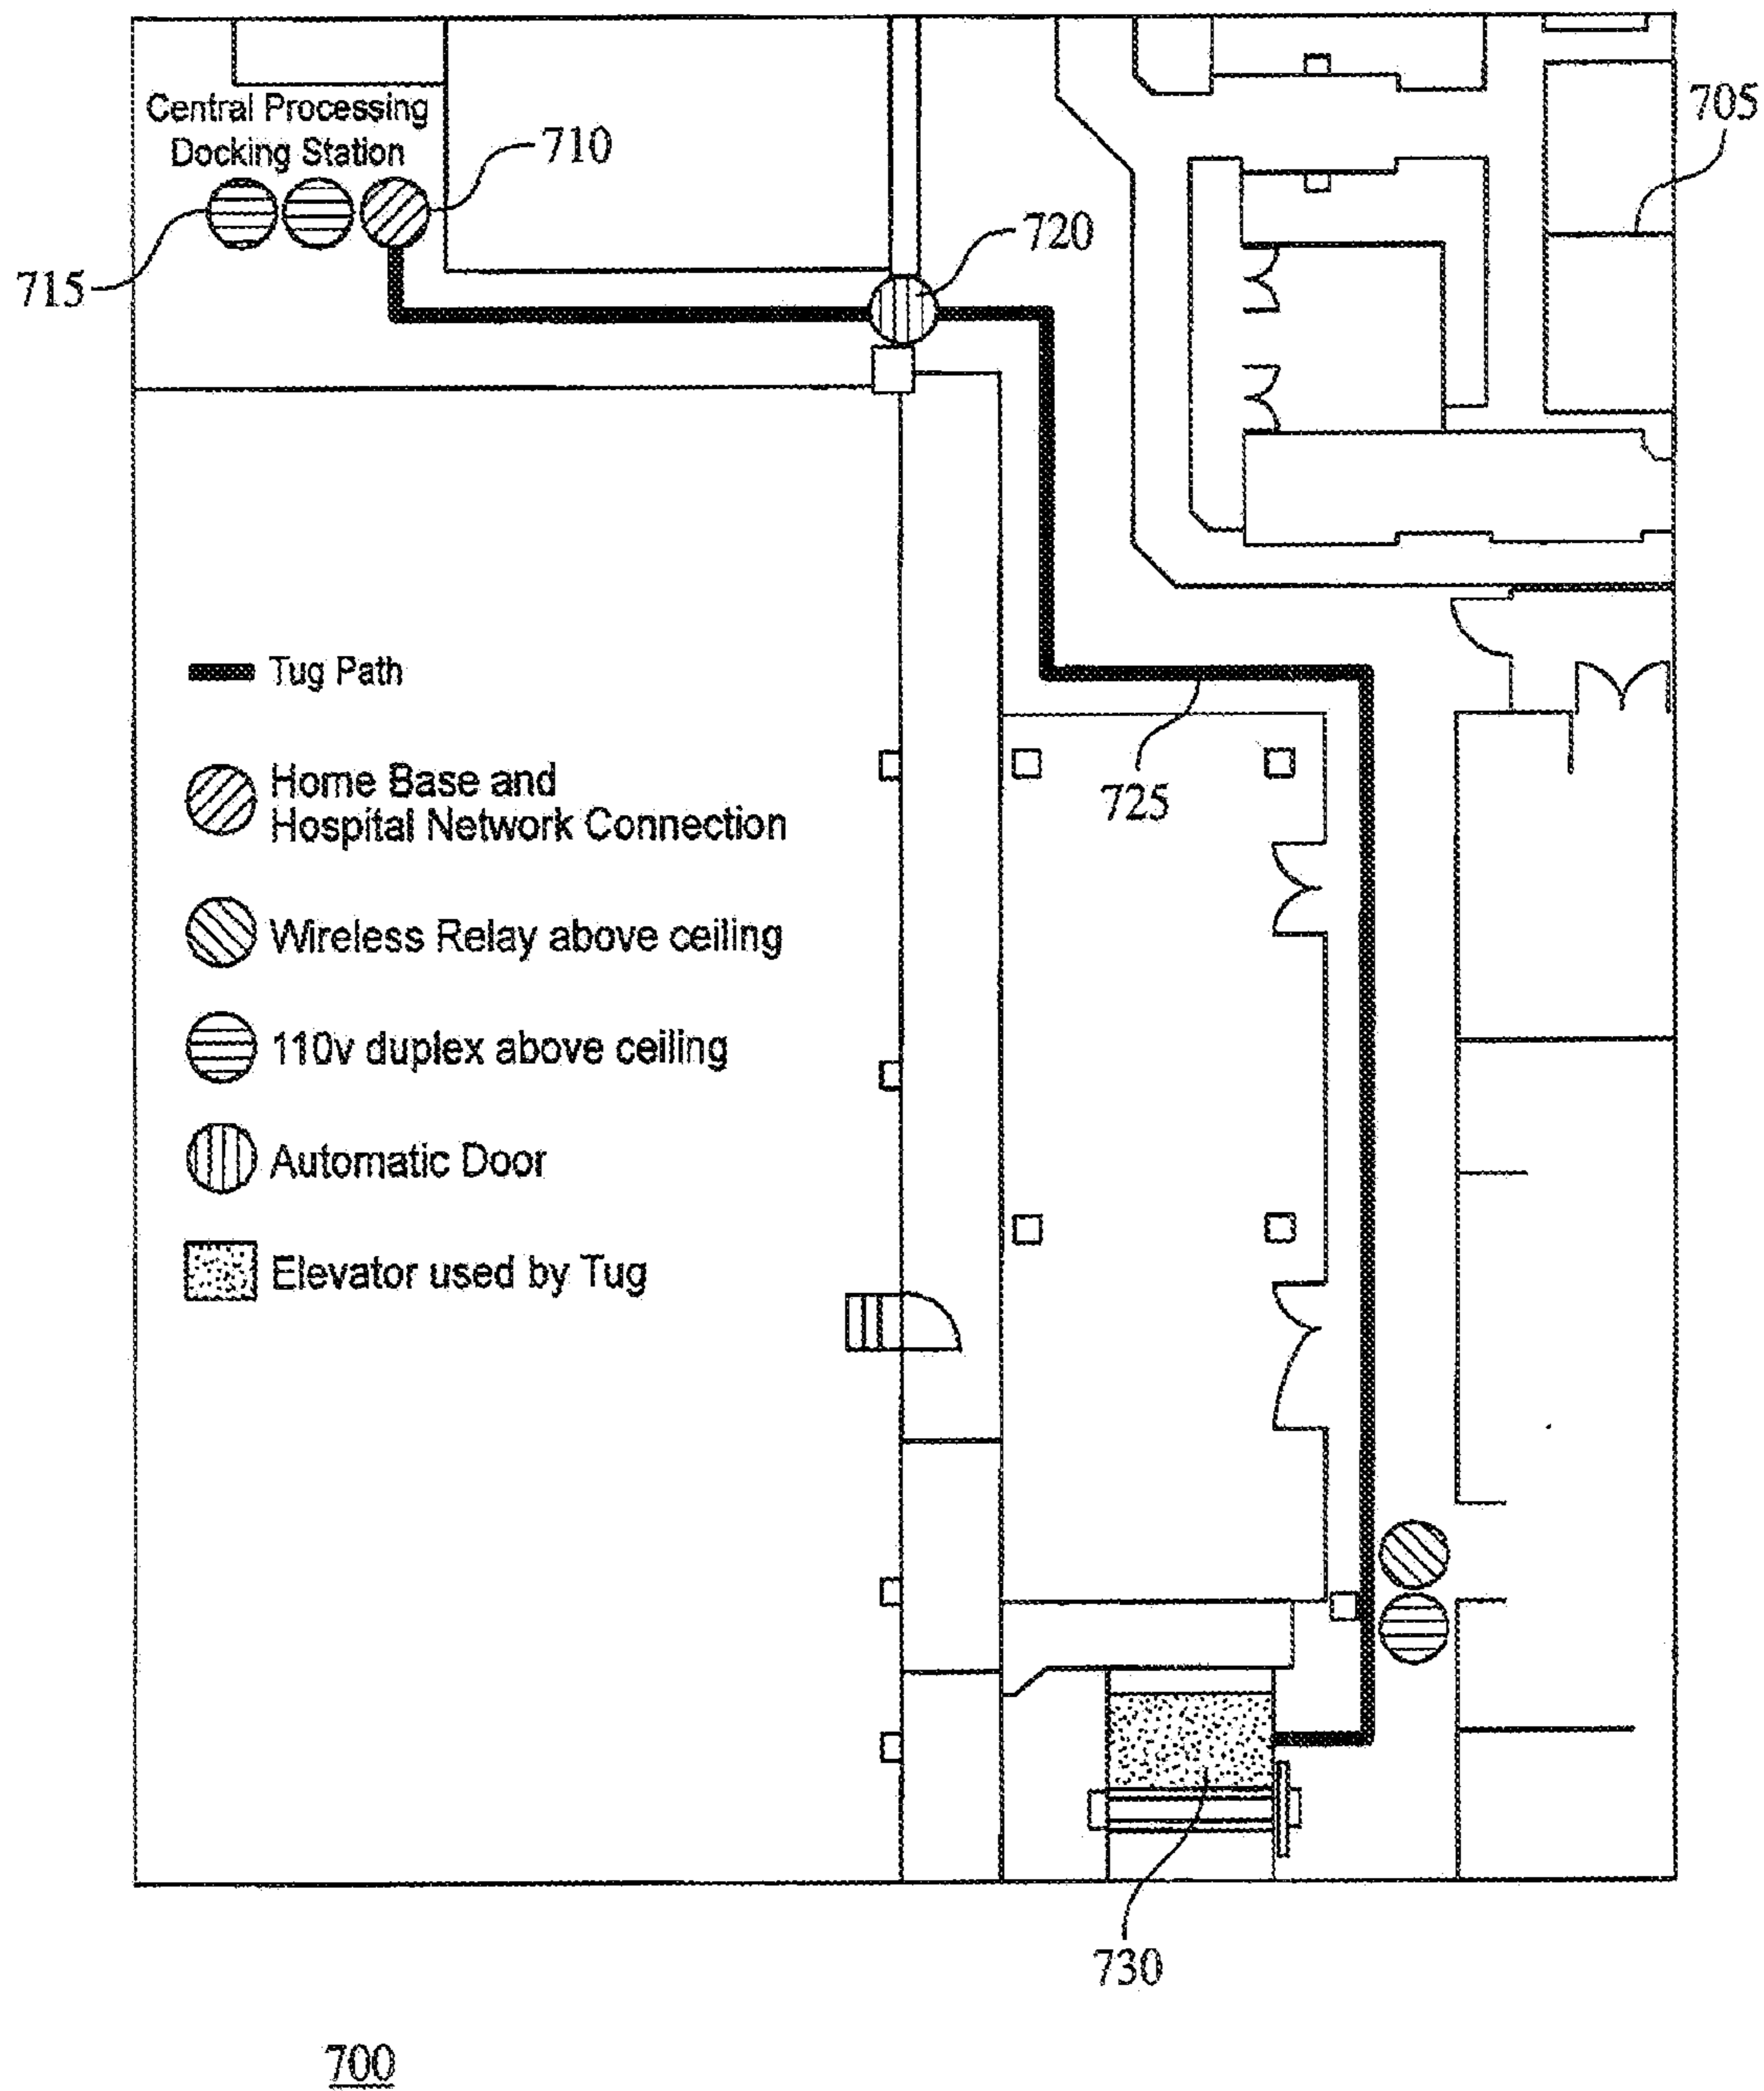 Central Processing
Docking Station
710
705
715
720
Tug Path
Home Base and
Hospital Network Connection
725
Wireless Relay above ceiling
110v duplex above ceiling
Automatic Door
Elevator used by Tug
730
700